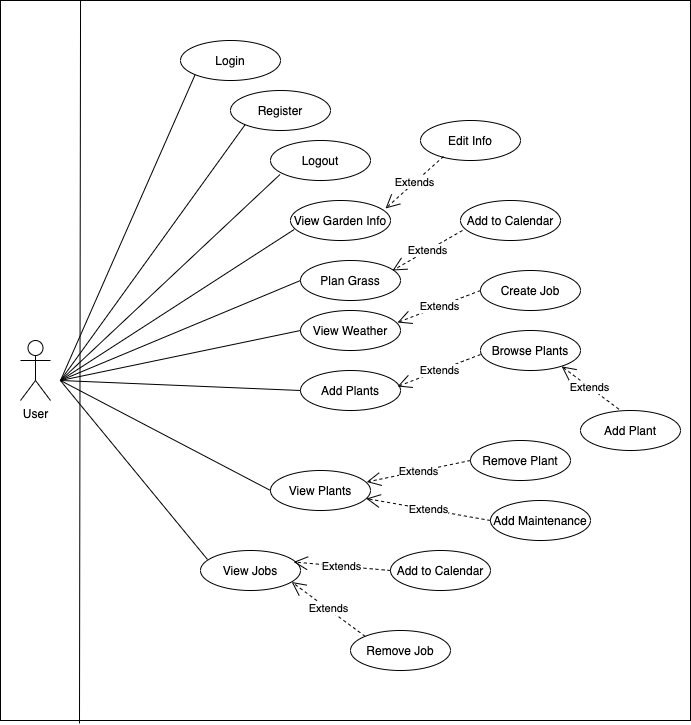 Login
Register
Logout
Edit Info
Extends
View Garden Info
Add to Calendar
Extends
Plan Grass
Create Job
Extends
View Weather
Browse Plants
Extends
Add Plants
Extends
Add Plant
User
Remove Plant
Extends
View Plants
Extends
Add Maintenance
View Jobs
Extends
Add to Calendar
Extends
Remove Job